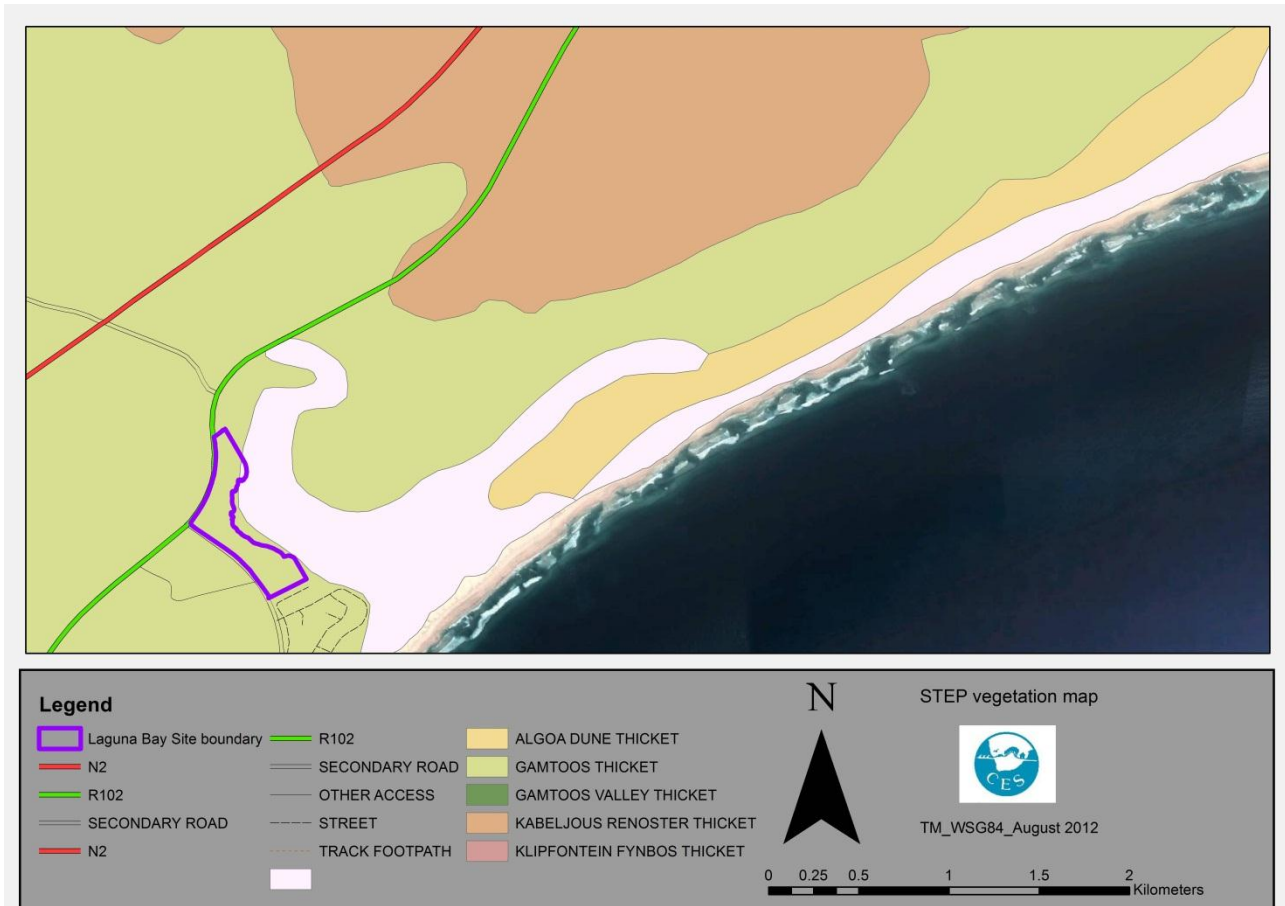 Legend
Laguna Bay Site boundary
N2
R102
SECONDARY ROAD
N2
R102
SECONDARY ROAD
OTHER ACCESS
STREET
TRACK FOOTPATH
ALGOA DUNE THICKET
GAMTOOS THICKET
GAMTOOS VALLEY THICKET
KABELJOUS RENOSTER THICKET
KLIPFONTEIN FYNBOS THICKET
N
STEP vegetation map
CES
TM_WSG84_August 2012
0 0.25 0.5 1 1.5 2
Kilometers